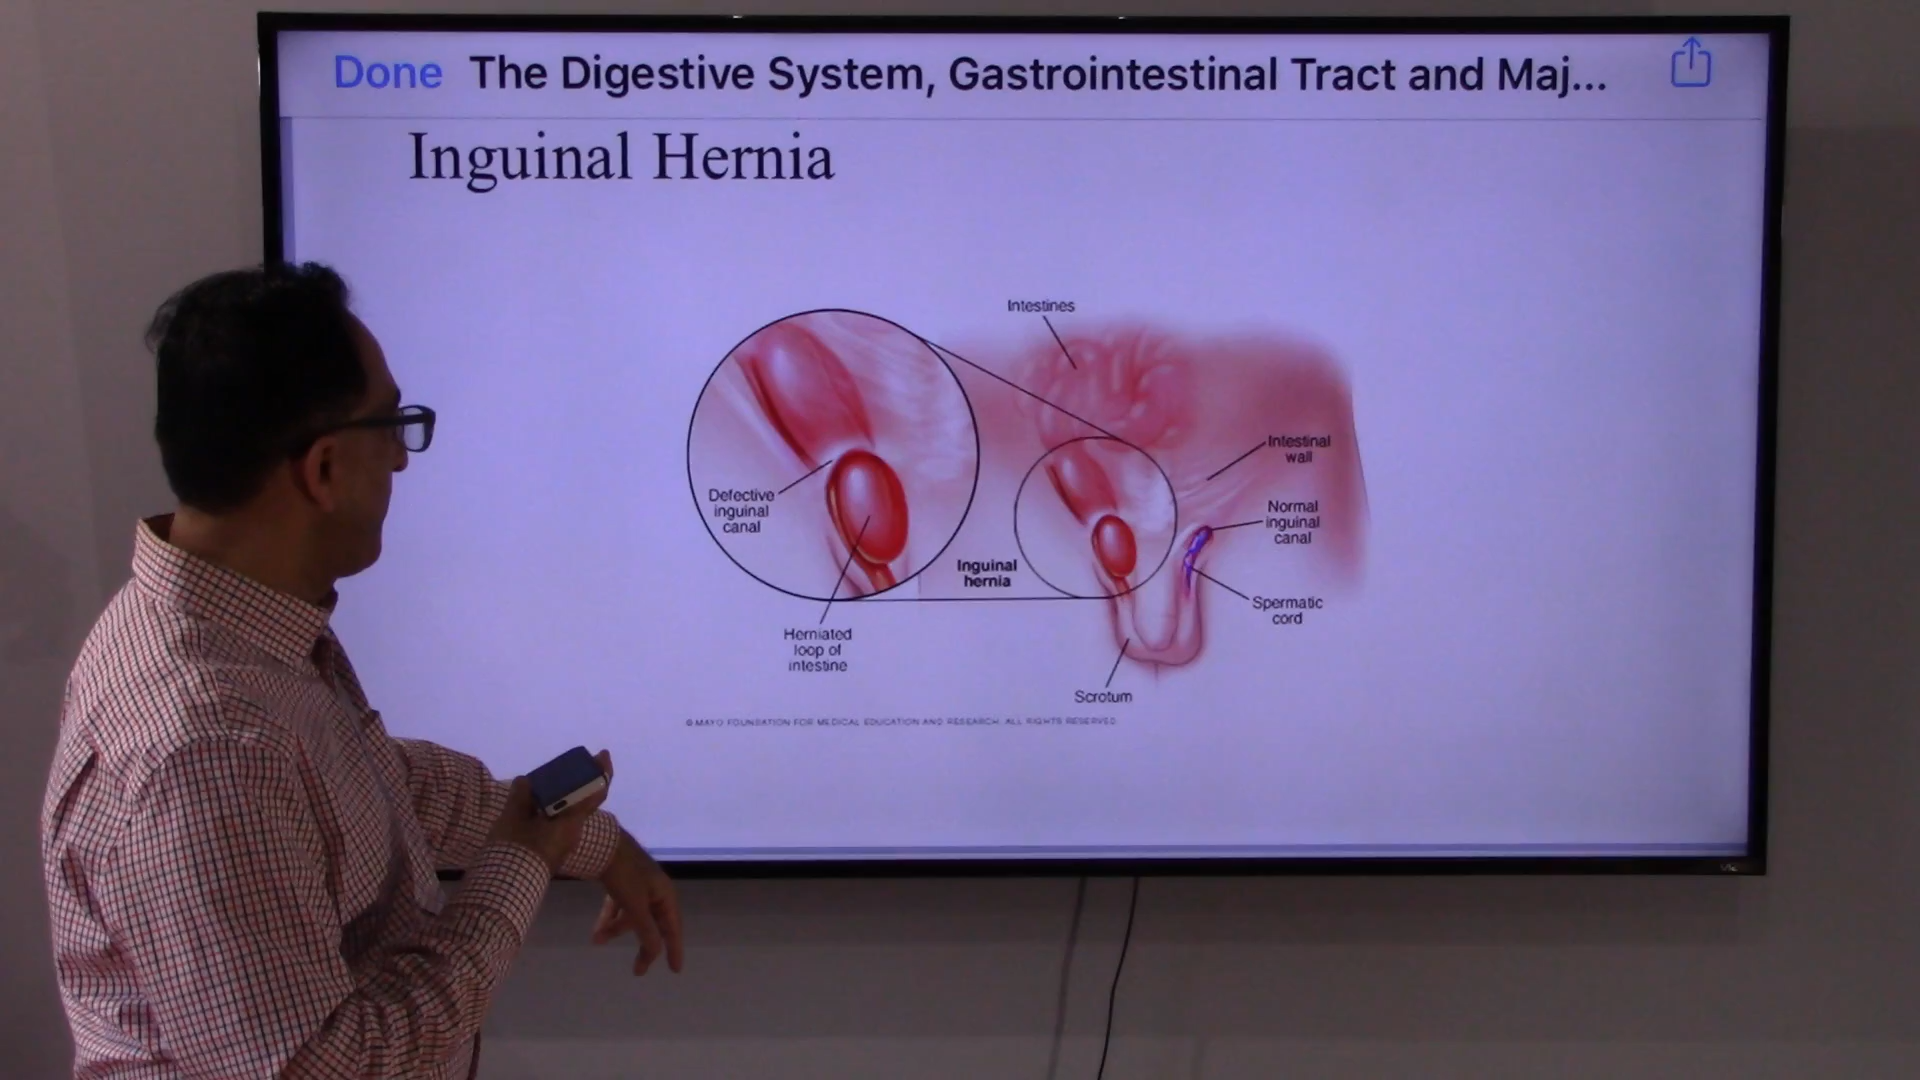 Done The Digestive System, Gastrointestinal Tract and Maj...
Inguinal Hernia
Intestines
Intestinal
wall
Defective
inguinal
canal
Normal
inguinal
canal
Inguinal
hernia
Spermatic
cord
Herniated
loop of
intestine
Scrotum
© MAYO FOUNDATION FOR MEDICAL EDUCATION AND RESEARCH. ALL RIGHTS RESERVED.